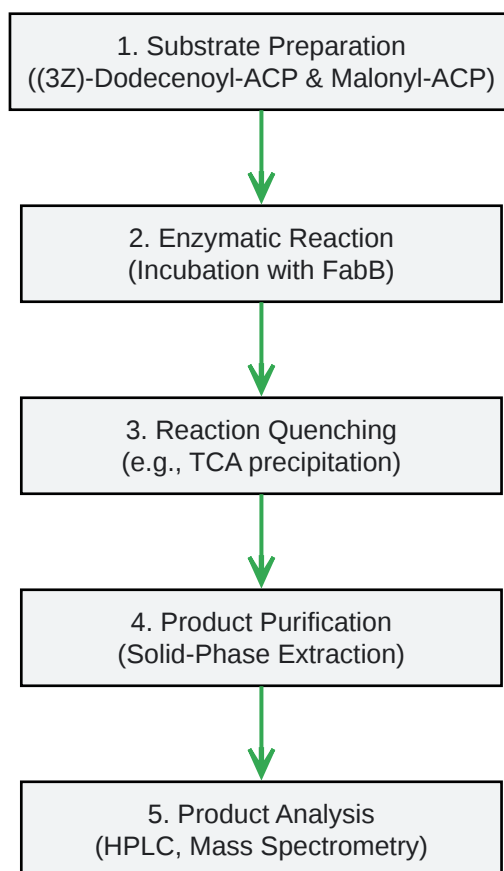 1. Substrate Preparation
((3Z)-Dodecenoyl-ACP & Malonyl-ACP)
2. Enzymatic Reaction
(Incubation with FabB)
3. Reaction Quenching
(e.g., TCA precipitation)
4. Product Purification
(Solid-Phase Extraction)
5. Product Analysis
(HPLC, Mass Spectrometry)